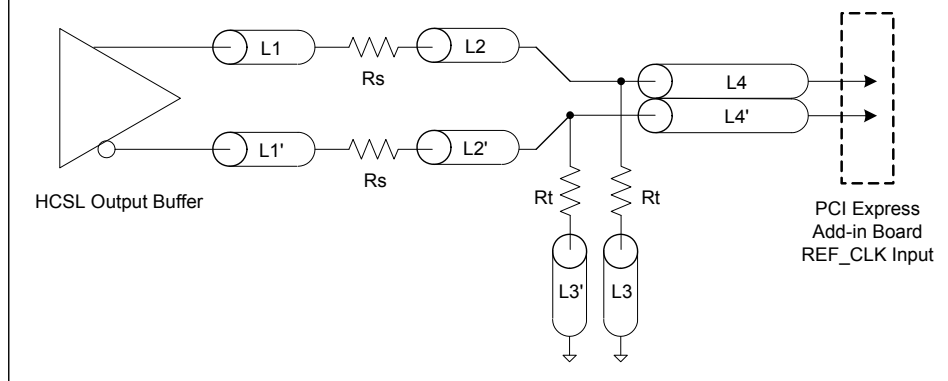 L1
Rs
L2
L4
L4'
L1'
Rs
L2'
HCSL Output Buffer
Rt
Rt
L3'
L3
PCI Express
Add-in Board
REF_CLK Input